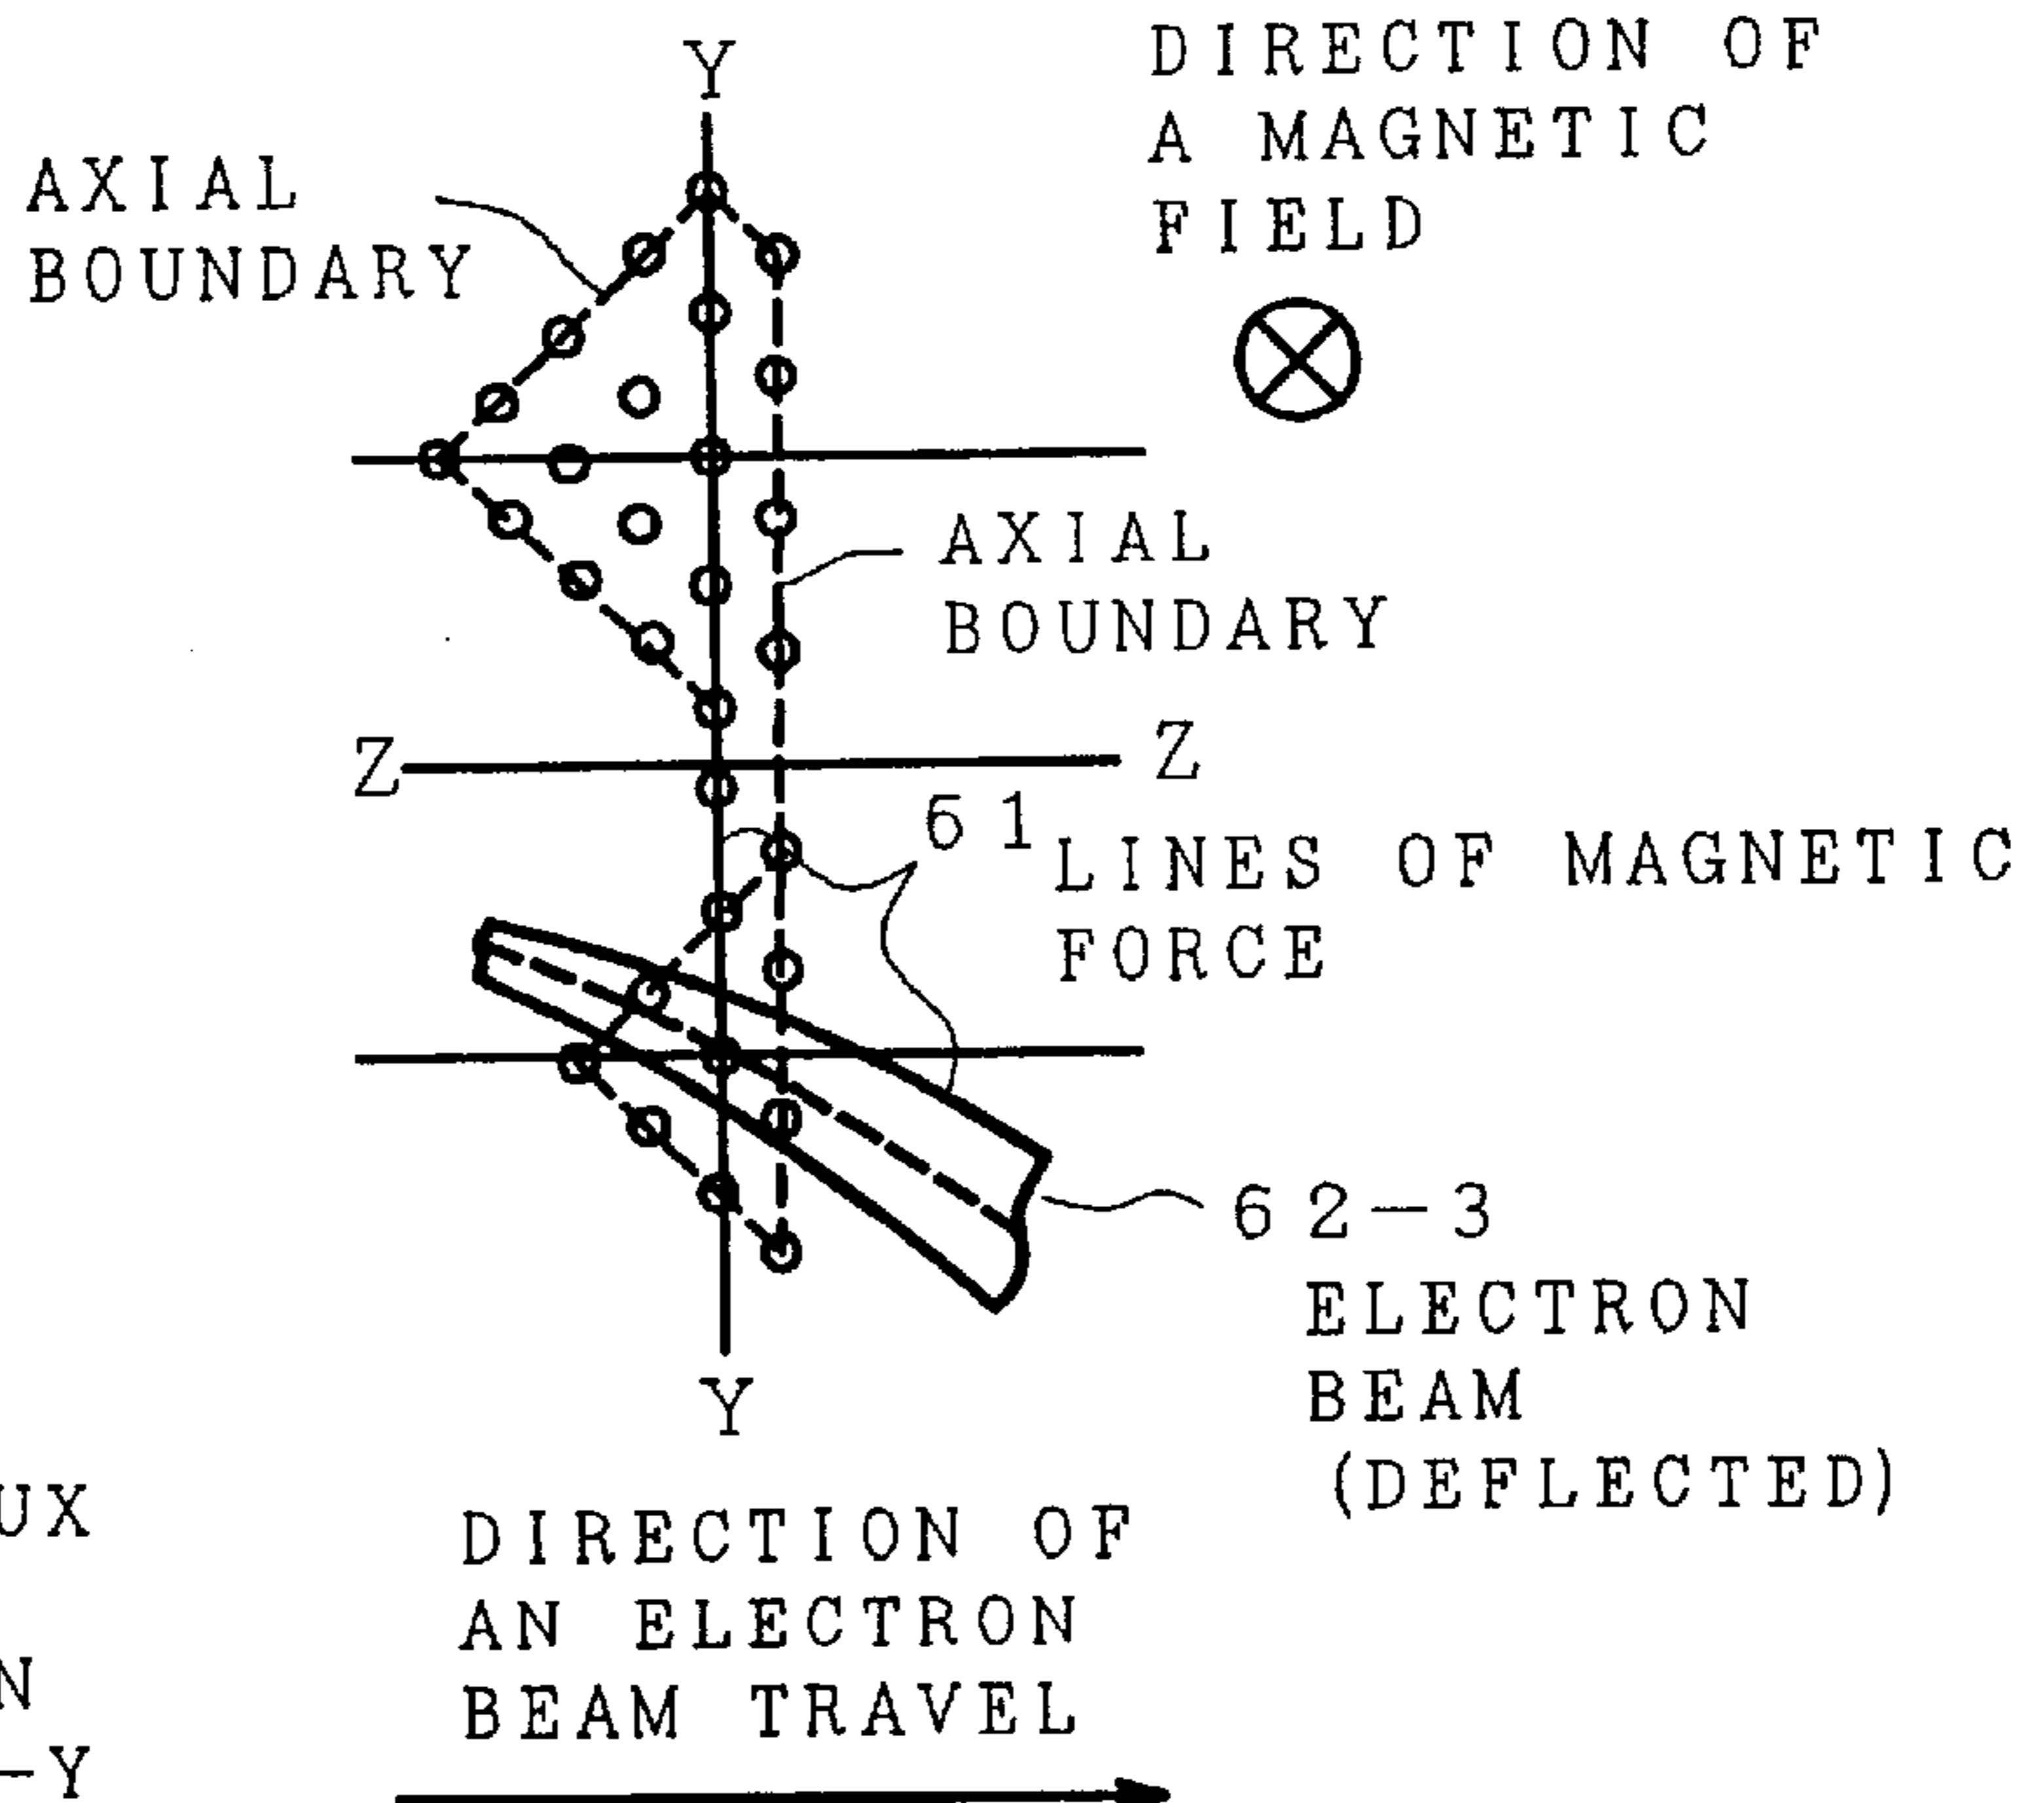 Y
DIRECTION OF
A MAGNETIC
FIELD
AXIAL
BOUNDARY
AXIAL
BOUNDARY
Z
Z
61
LINES OF MAGNETIC
FORCE
62-3
ELECTRON
BEAM
(DEFLECTED)
Y
UX
N
-Y
DIRECTION OF
AN ELECTRON
BEAM TRAVEL